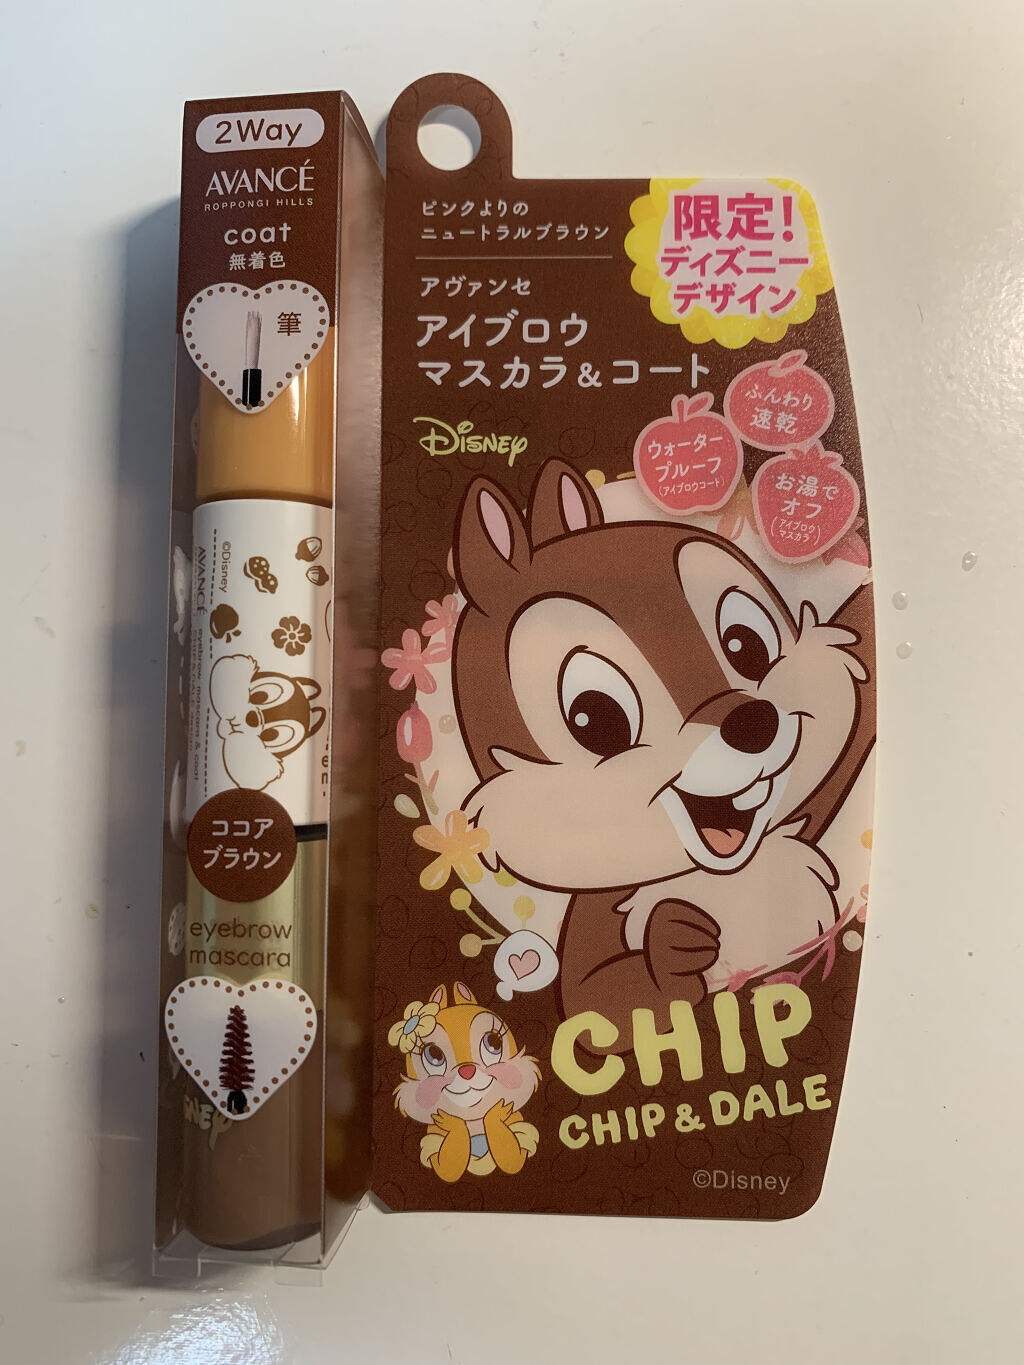 2Way
AVANCÉ
ROPPONGI HILLS
coat
無着色
筆
©Disney
AVANCÉ
eyebrow mascara & coat
ココア
ブラウン
eyebrow
mascara
ピンクよりの
ニュートラルブラウン
アヴァンセ
アイブロウ
マスカラ&コート
Disney
限定!
ディズニー
デザイン
ふんわり
速乾
ウォーター
プルーフ
(アイブロウコート)
お湯で
オフ
(アイブロウ
マスカラ)
CHIP
CHIP & DALE
©Disney